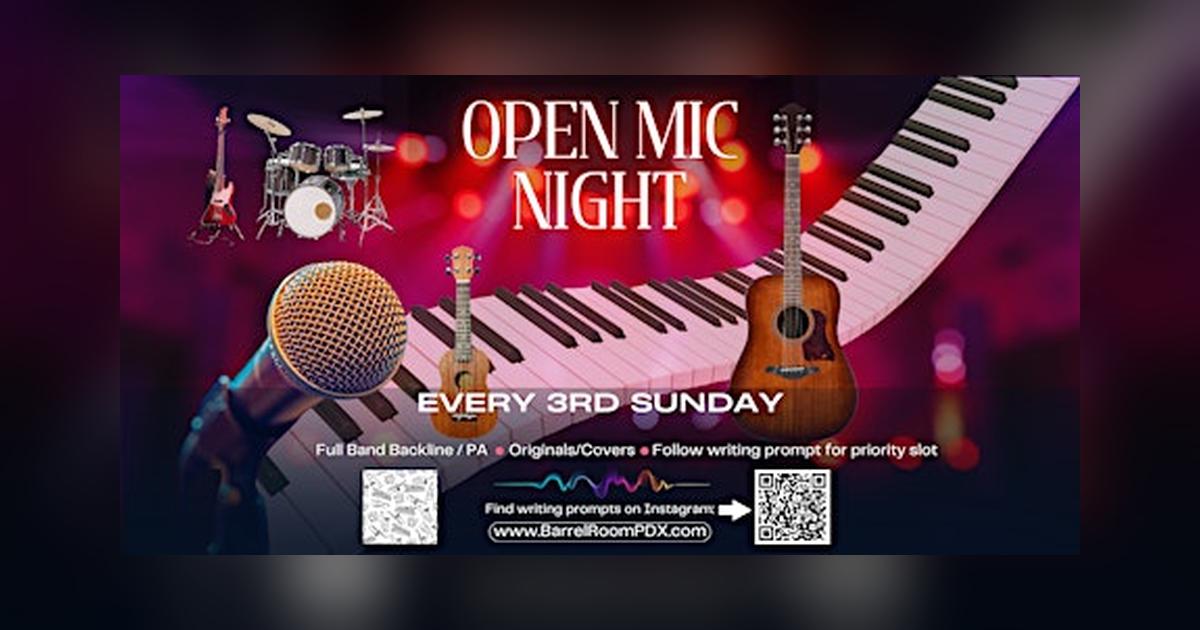 OPEN MIC
NIGHT
EVERY 3RD SUNDAY
Full Band Backline / PA • Originals/Covers • Follow writing prompt for priority slot
Find writing prompts on Instagram:
www.BarrelRoomPDX.com